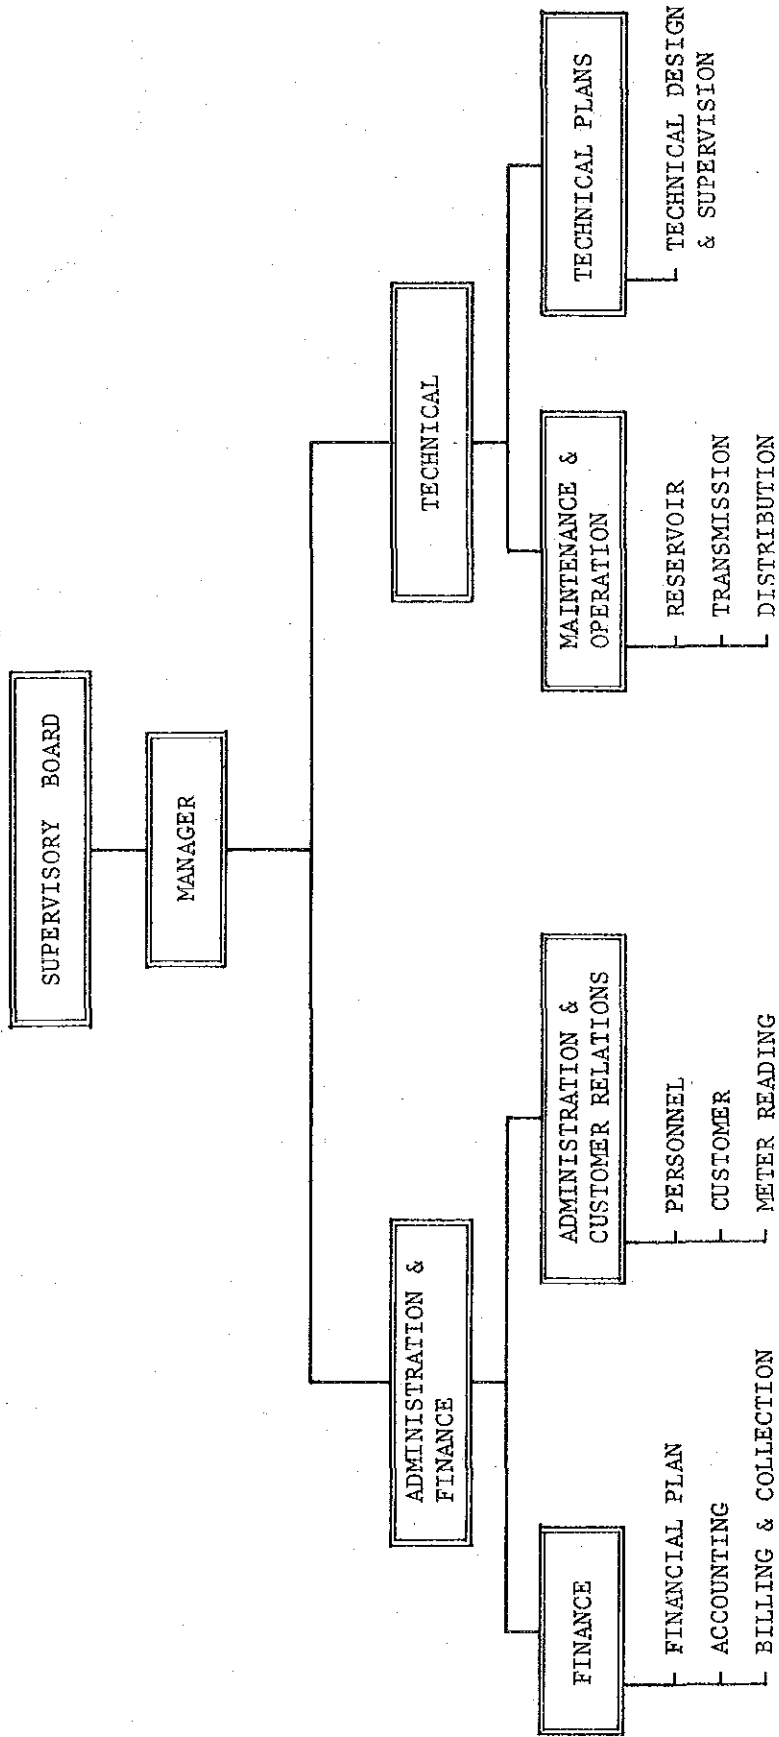 SUPERVISORY BOARD
MANAGER
ADMINISTRATION &
FINANCE
TECHNICAL
FINANCE
ADMINISTRATION &
CUSTOMER RELATIONS
MAINTENANCE &
OPERATION
TECHNICAL PLANS
FINANCIAL PLAN
ACCOUNTING
BILLING & COLLECTION
PERSONNEL
CUSTOMER
METER READING
RESERVOIR
TRANSMISSION
DISTRIBUTION
TECHNICAL DESIGN
& SUPERVISION